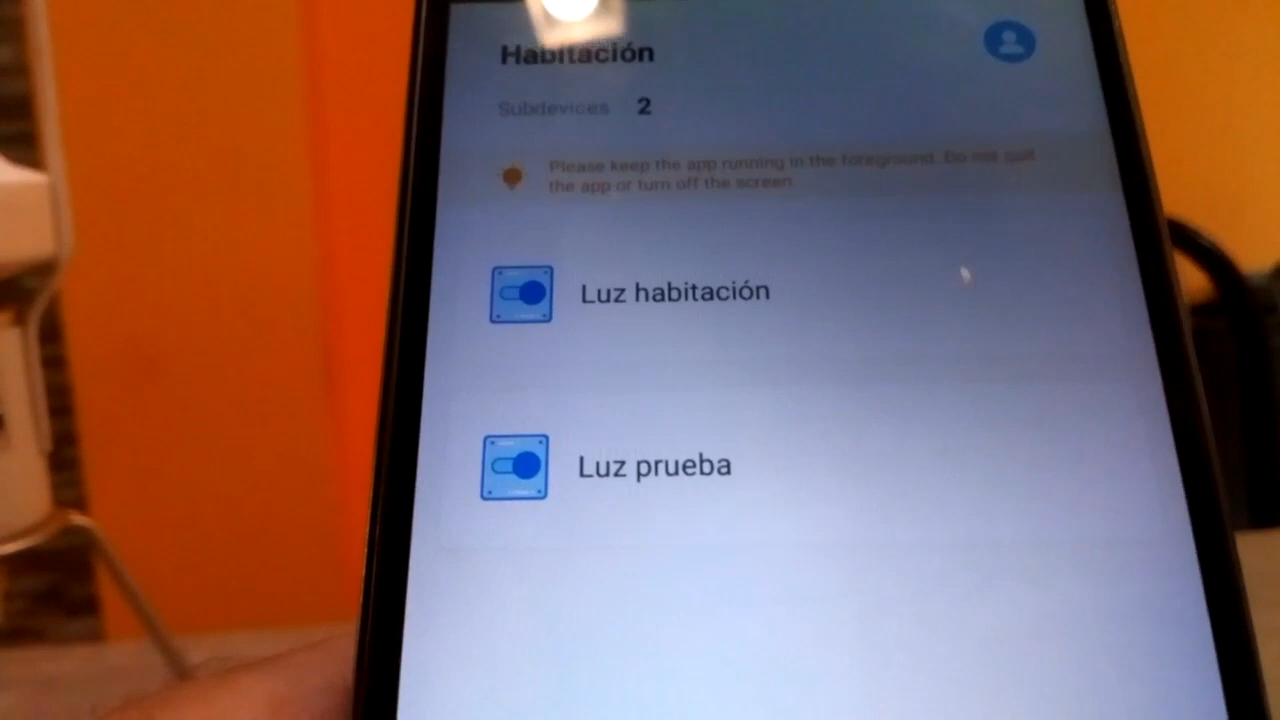 Habitación
Subdevices 2
Please keep the app running in the foreground. Do not quit
the app or turn off the screen.
Luz habitación
Luz prueba